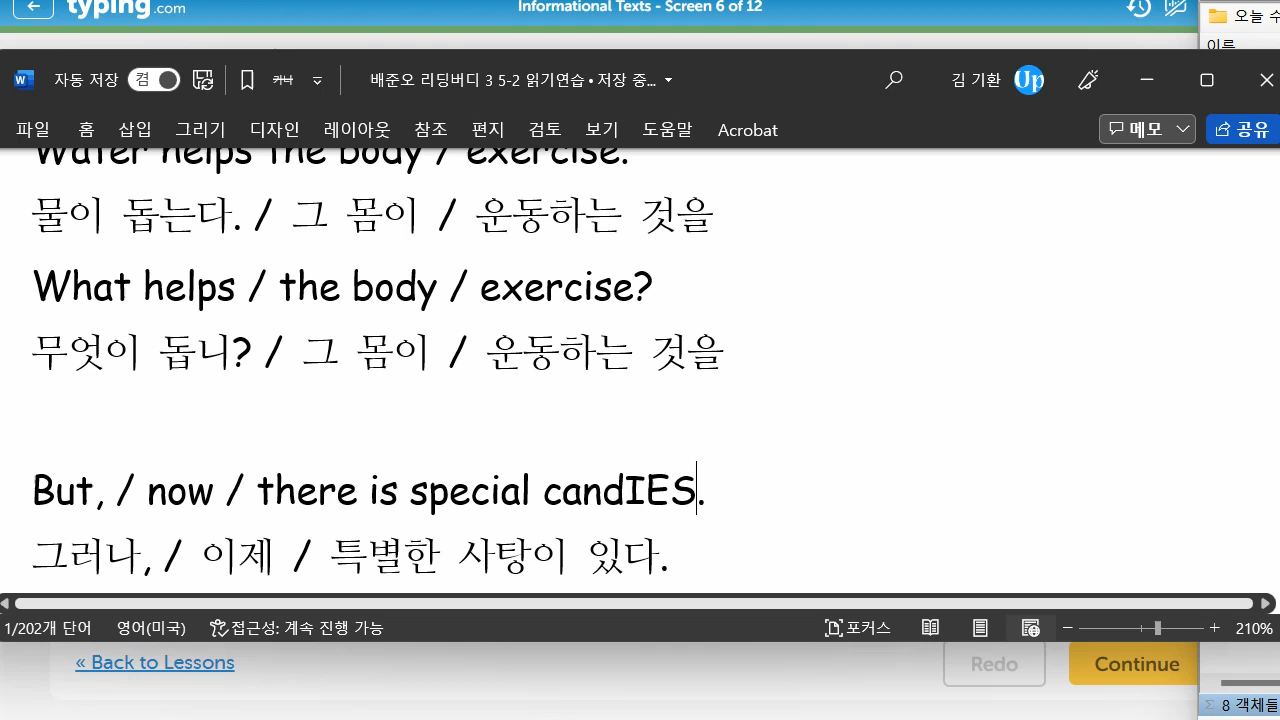 typing.com
Informational Texts - Screen 6 of 12
오늘 수
이름
자동 저장 켬 가나 배준오 리딩버디 3 5-2 읽기연습 • 저장 중... 김 기환 Up
파일 홈 삽입 그리기 디자인 레이아웃 참조 편지 검토 보기 도움말 Acrobat 메모 공유
Water helps the body / exercise.
물이 돕는다. / 그 몸이 / 운동하는 것을
What helps / the body / exercise?
무엇이 돕니? / 그 몸이 / 운동하는 것을
But, / now / there is special candIES.
그러나, / 이제 / 특별한 사탕이 있다.
1/202개 단어 영어(미국) 접근성: 계속 진행 가능 포커스 210%
« Back to Lessons Redo Continue
8 객체들